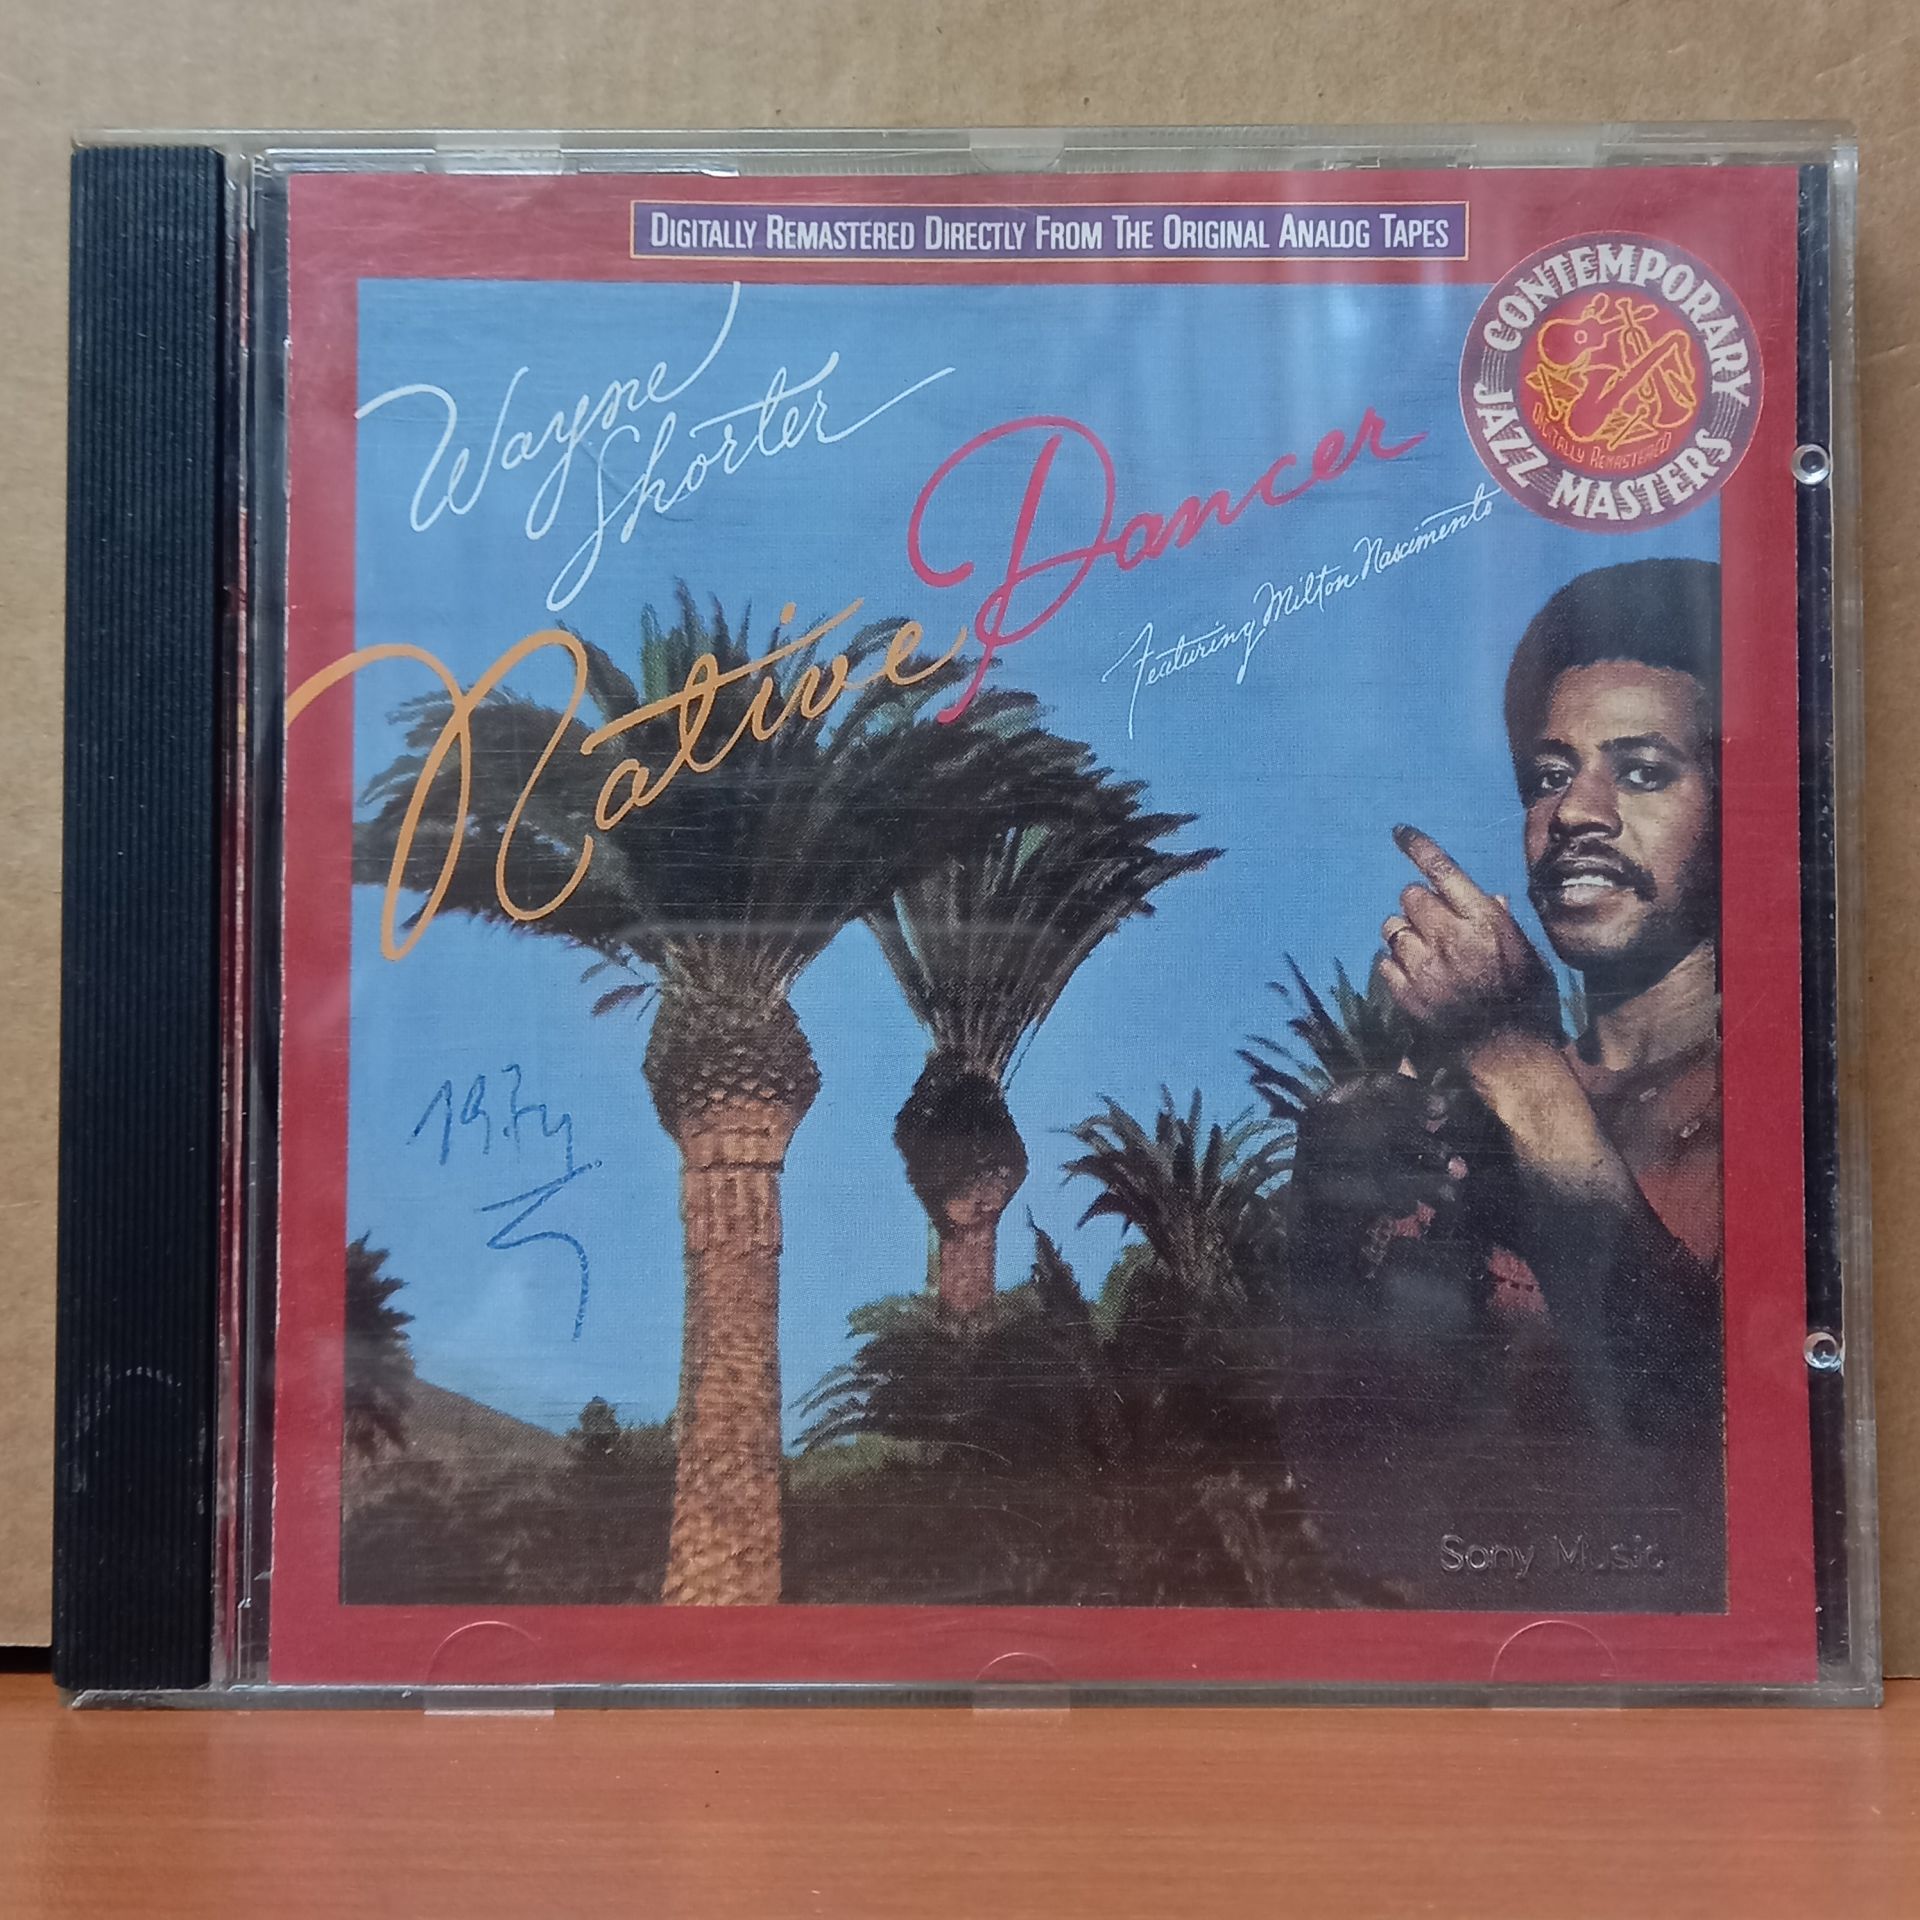 DIGITALLY REMASTERED DIRECTLY FROM THE ORIGINAL ANALOG TAPES
CONTEMPORARY
JAZZ MASTERS
DIGITALLY REMASTERED
Wayne
Shorter
Native Dancer
Featuring Milton Nascimento
Sony Music